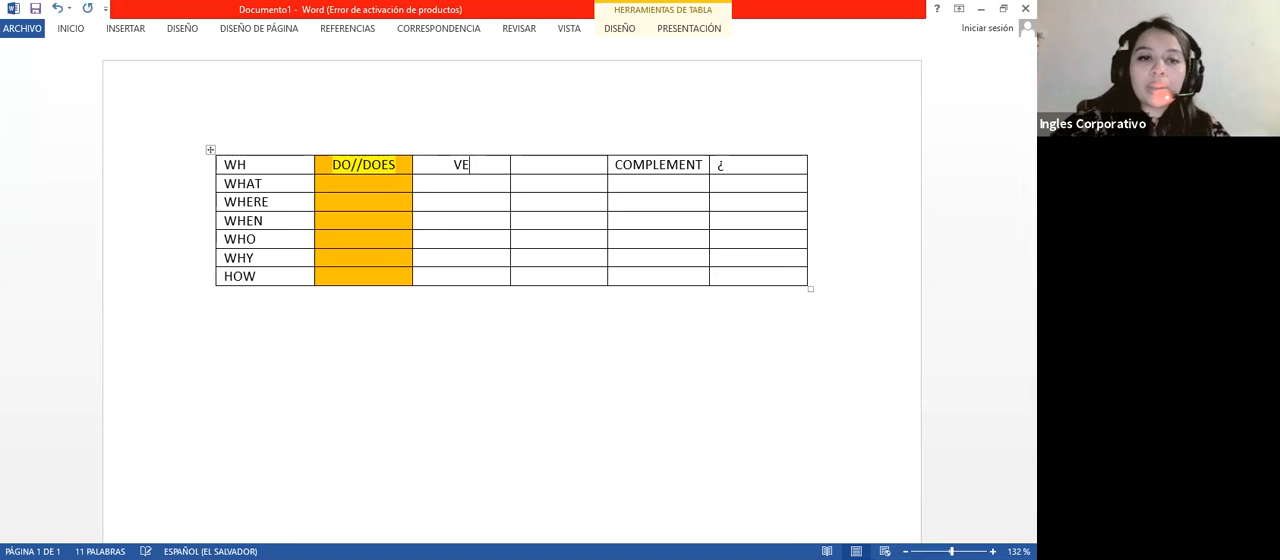 Documento1 - Word (Error de activación de productos)
HERRAMIENTAS DE TABLA
?
ARCHIVO INICIO INSERTAR DISEÑO DISEÑO DE PÁGINA REFERENCIAS CORRESPONDENCIA REVISAR VISTA DISEÑO PRESENTACIÓN Iniciar sesión
Ingles Corporativo
WH DO//DOES VE COMPLEMENT ¿
WHAT
WHERE
WHEN
WHO
WHY
HOW
PÁGINA 1 DE 1 11 PALABRAS ESPAÑOL (EL SALVADOR) 132 %